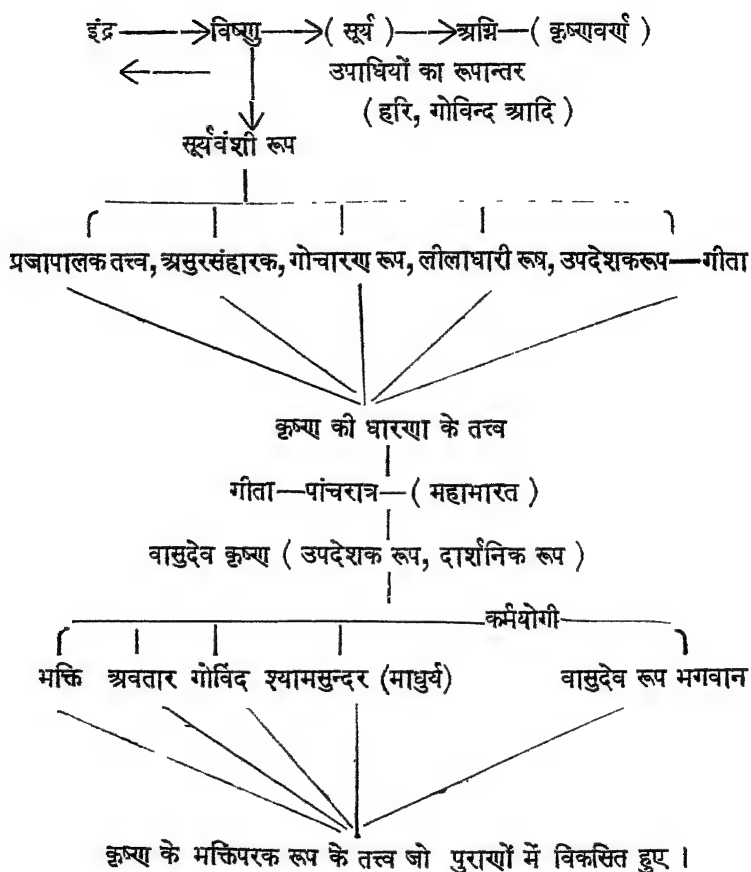 इंद्र विष्णु ( सूर्य ) अग्नि—( कृष्णवर्ण )
उपाधियों का रूपान्तर
( हरि, गोविन्द आदि )
सूर्यवंशी रूप
प्रजापालक तत्त्व, असुरसंहारक, गोचारण रूप, लीलाधारी रूष, उपदेशकरूप—गीता
कृष्ण की धारणा के तत्त्व
गीता—पांचरात्र—( महाभारत )
वासुदेव कृष्ण ( उपदेशक रूप, दार्शनिक रूप )
कर्मयोगी
भक्ति अवतार गोविंद श्यामसुन्दर (माधुर्य) वासुदेव रूप भगवान
कृष्ण के भक्तिपरक रूप के तत्त्व जो पुराणों में विकसित हुए ।